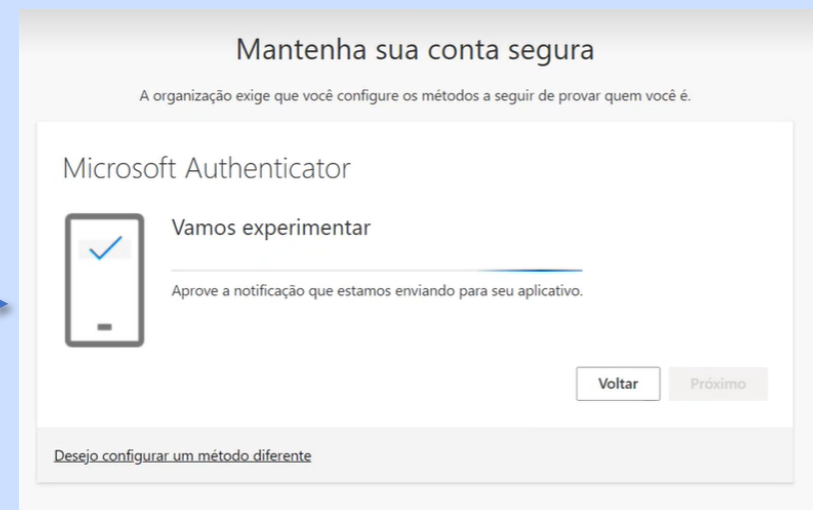 Mantenha sua conta segura
A organização exige que você configure os métodos a seguir de provar quem você é.
Microsoft Authenticator
Vamos experimentar
Aprove a notificação que estamos enviando para seu aplicativo.
Voltar
Próximo
Desejo configurar um método diferente